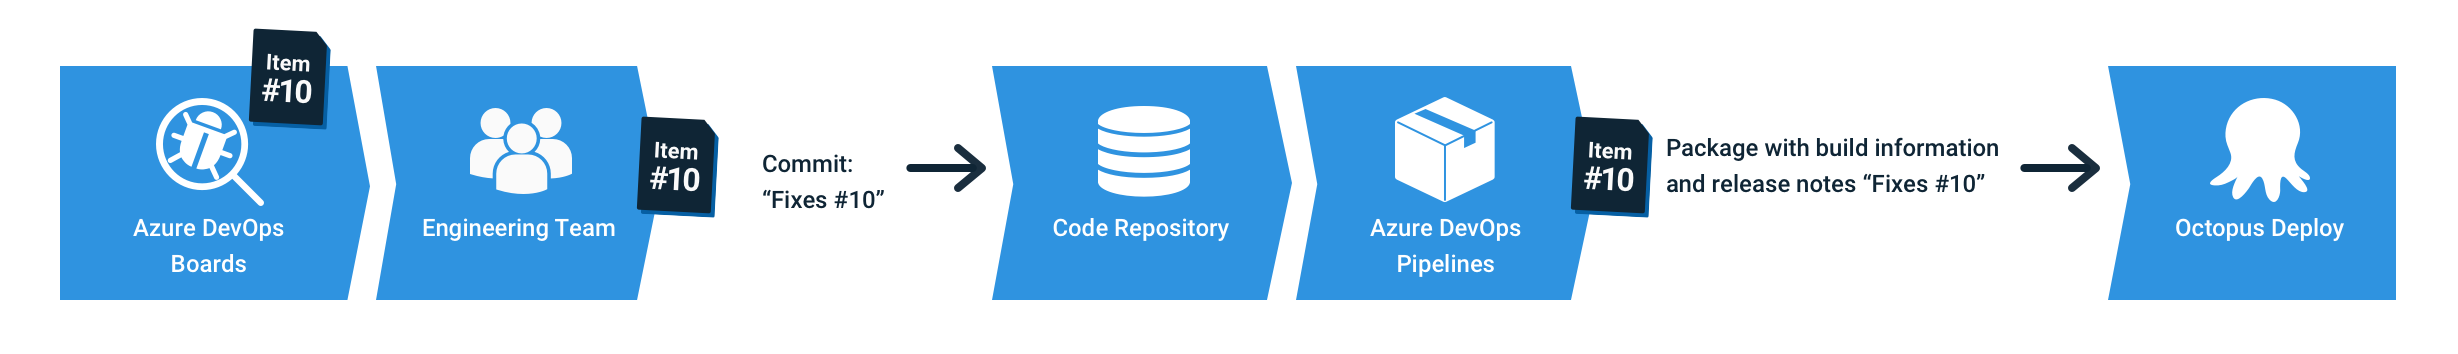 Item
#10
Azure DevOps
Boards
Engineering Team
Item
#10
Commit:
“Fixes #10”
Code Repository
Azure DevOps
Pipelines
Item
#10
Package with build information
and release notes “Fixes #10”
Octopus Deploy